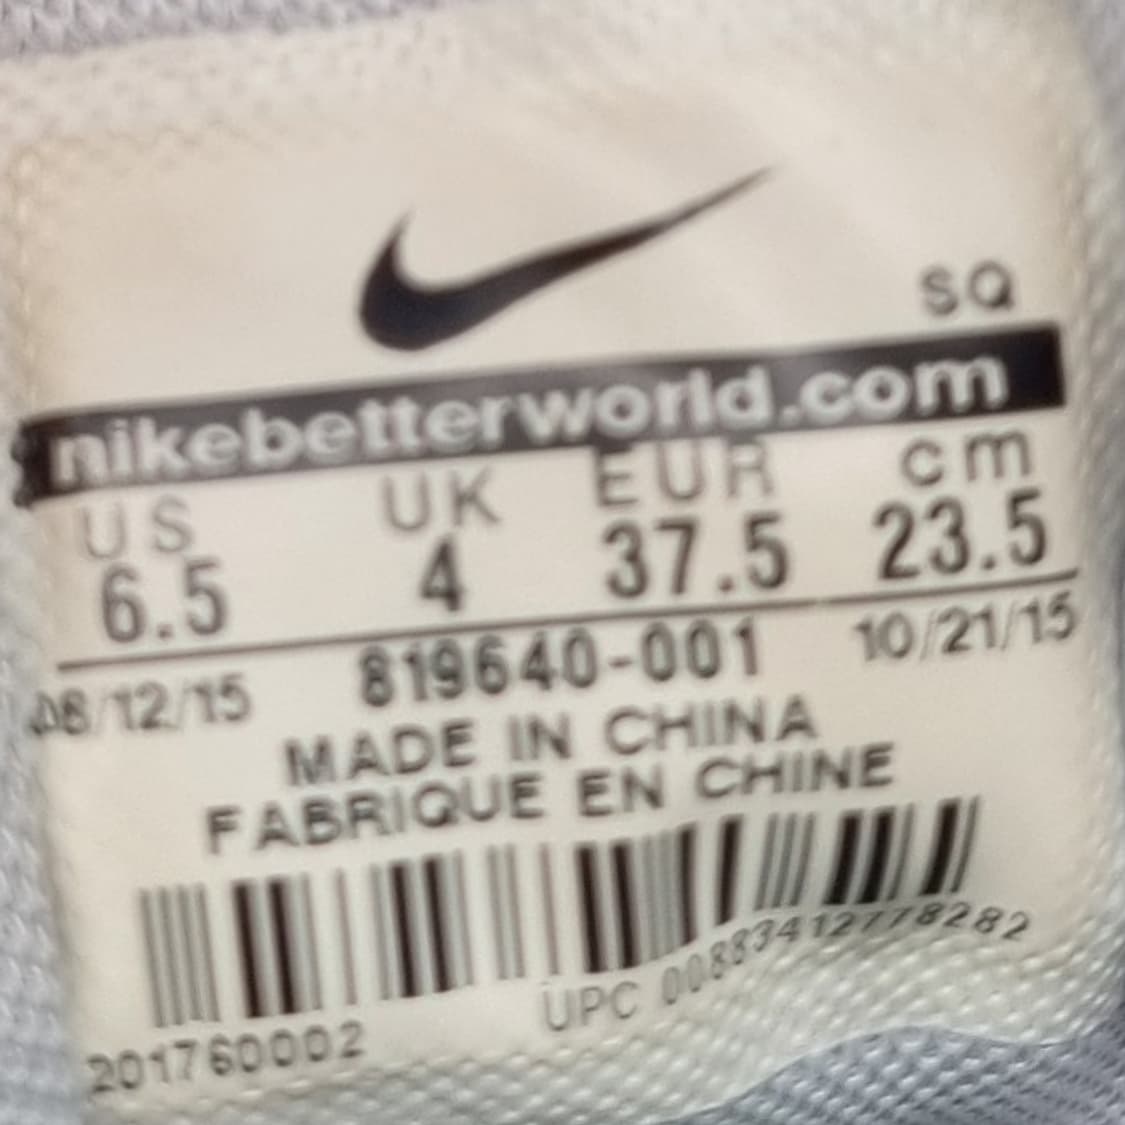 SQ
nikebetterworld.com
US UK EUR cm
6.5 4 37.5 23.5
08/12/15 819640-001 10/21/15
MADE IN CHINA
FABRIQUE EN CHINE
UPC 00883412778282
201760002